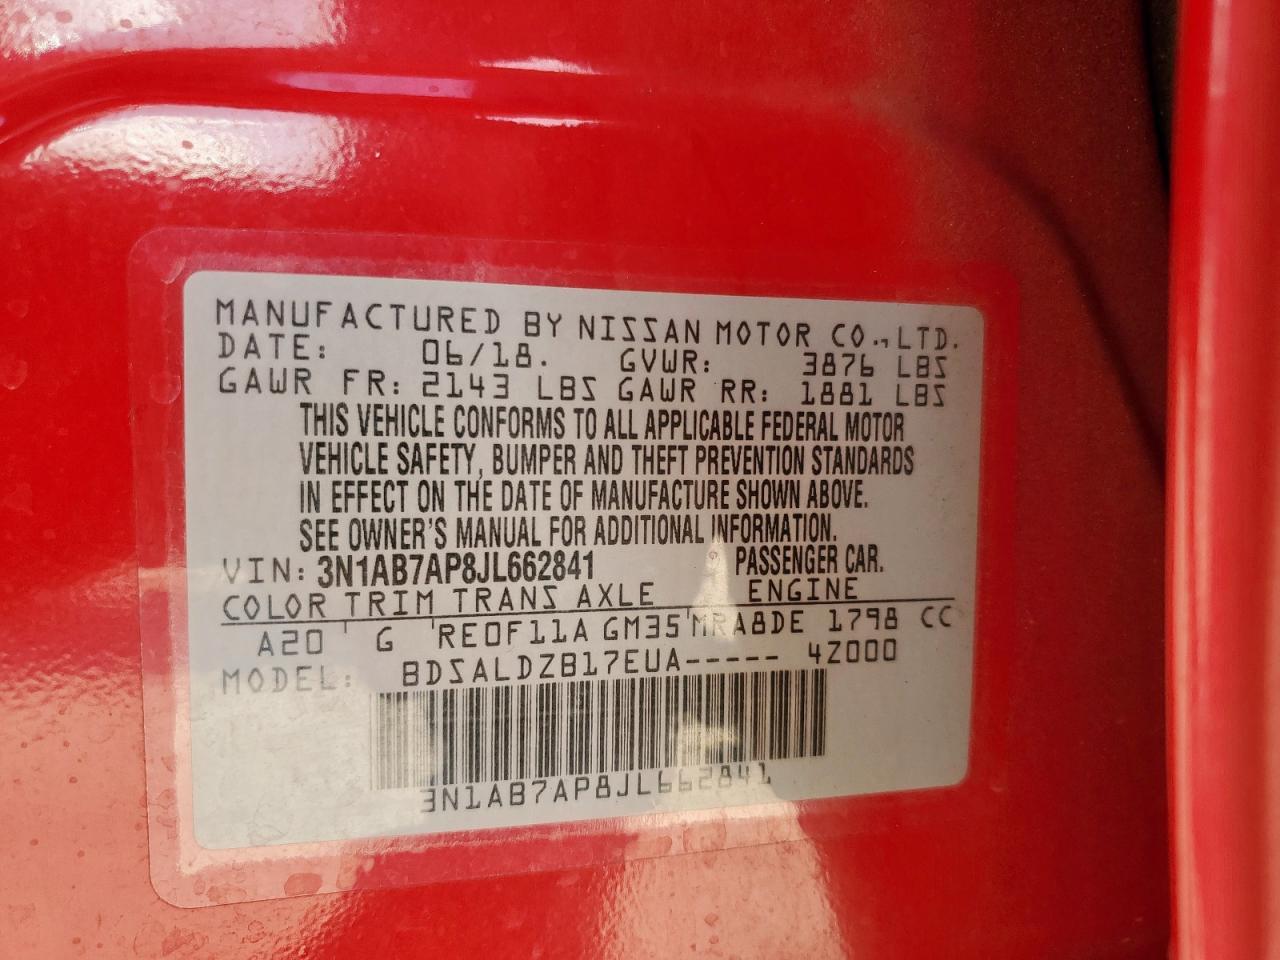 MANUFACTURED BY NISSAN MOTOR CO., LTD.
DATE: 06/18. GVWR: 3876 LBS
GAWR FR: 2143 LBS GAWR RR: 1881 LBS
THIS VEHICLE CONFORMS TO ALL APPLICABLE FEDERAL MOTOR
VEHICLE SAFETY, BUMPER AND THEFT PREVENTION STANDARDS
IN EFFECT ON THE DATE OF MANUFACTURE SHOWN ABOVE.
SEE OWNER'S MANUAL FOR ADDITIONAL INFORMATION.
VIN: 3N1AB7AP8JL662841 PASSENGER CAR.
COLOR TRIM TRANS AXLE ENGINE
A20 ' G 'RE0F11A GM35'MRA8DE 1798 CC
MODEL: BDSALDZB17EUA----- 4Z000
3N1AB7AP8JL662841